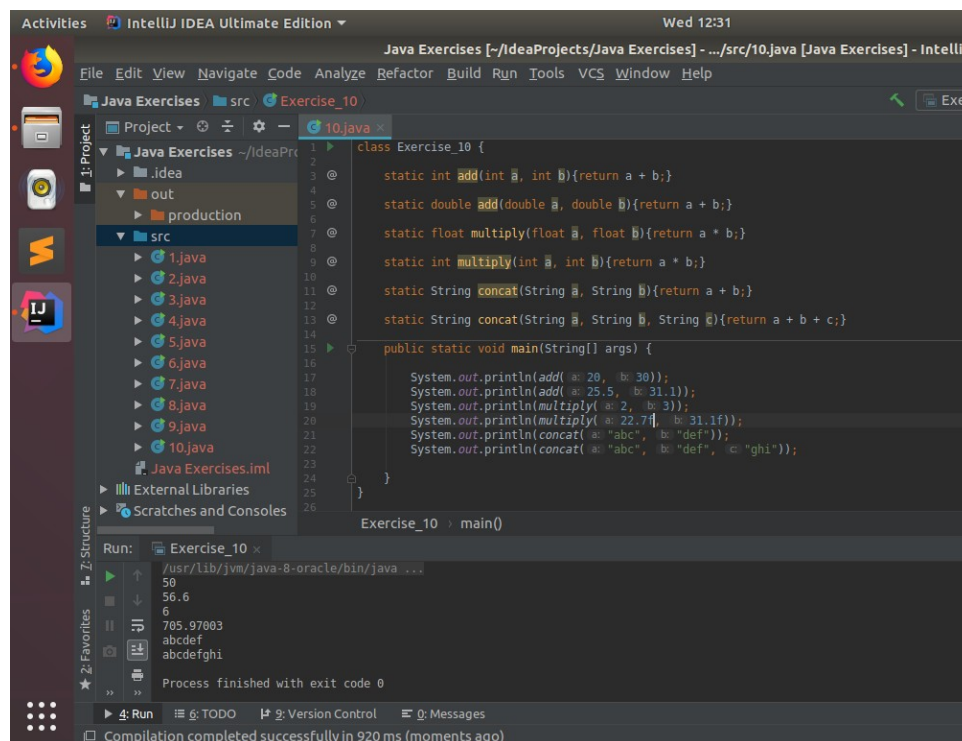 Activities IntelliJ IDEA Ultimate Edition Wed 12:31
Java Exercises [~/IdeaProjects/Java Exercises] - .../src/10.java [Java Exercises] - Intelli
File Edit View Navigate Code Analyze Refactor Build Run Tools VCS Window Help
Java Exercises src Exercise_10 Exe
1: Project
Project 10.java
Java Exercises ~/IdeaPro
.idea
out
production
src
1.java
2.java
3.java
4.java
5.java
6.java
7.java
8.java
9.java
10.java
Java Exercises.iml
External Libraries
Scratches and Consoles
1 class Exercise_10 {
2
3 @ static int add(int a, int b){return a + b;}
4
5 @ static double add(double a, double b){return a + b;}
6
7 @ static float multiply(float a, float b){return a * b;}
8
9 @ static int multiply(int a, int b){return a * b;}
10
11 @ static String concat(String a, String b){return a + b;}
12
13 @ static String concat(String a, String b, String c){return a + b + c;}
14
15 public static void main(String[] args) {
16
17 System.out.println(add( a: 20, b: 30));
18 System.out.println(add( a: 25.5, b: 31.1));
19 System.out.println(multiply( a: 2, b: 3));
20 System.out.println(multiply( a: 22.7f, b: 31.1f));
21 System.out.println(concat( a: "abc", b: "def"));
22 System.out.println(concat( a: "abc", b: "def", c: "ghi"));
23
24 }
25 }
26
Exercise_10 main()
Z: Structure
2: Favorites
Run: Exercise_10
/usr/lib/jvm/java-8-oracle/bin/java ...
50
56.6
6
705.97003
abcdef
abcdefghi
Process finished with exit code 0
4: Run 6: TODO 9: Version Control 0: Messages
Compilation completed successfully in 920 ms (moments ago)
IJ